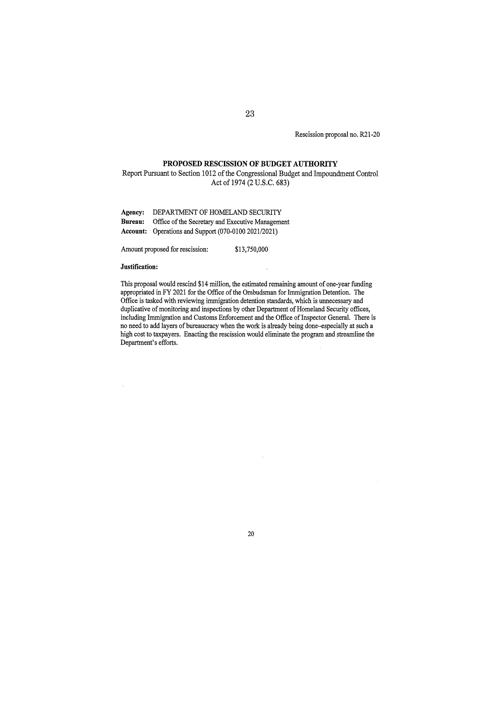 23
Rescission proposal no. R21-20
PROPOSED RESCISSION OF BUDGET AUTHORITY
Report Pursuant to Section 1012 of the Congressional Budget and Impoundment Control
Act of 1974 (2 U.S.C. 683)
Agency: DEPARTMENT OF HOMELAND SECURITY
Bureau: Office of the Secretary and Executive Management
Account: Operations and Support (070-0100 2021/2021)
Amount proposed for rescission: $13,750,000
Justification:
This proposal would rescind $14 million, the estimated remaining amount of one-year funding
appropriated in FY 2021 for the Office of the Ombudsman for Immigration Detention. The
Office is tasked with reviewing immigration detention standards, which is unnecessary and
duplicative of monitoring and inspections by other Department of Homeland Security offices,
including Immigration and Customs Enforcement and the Office of Inspector General. There is
no need to add layers of bureaucracy when the work is already being done–especially at such a
high cost to taxpayers. Enacting the rescission would eliminate the program and streamline the
Department's efforts.
20